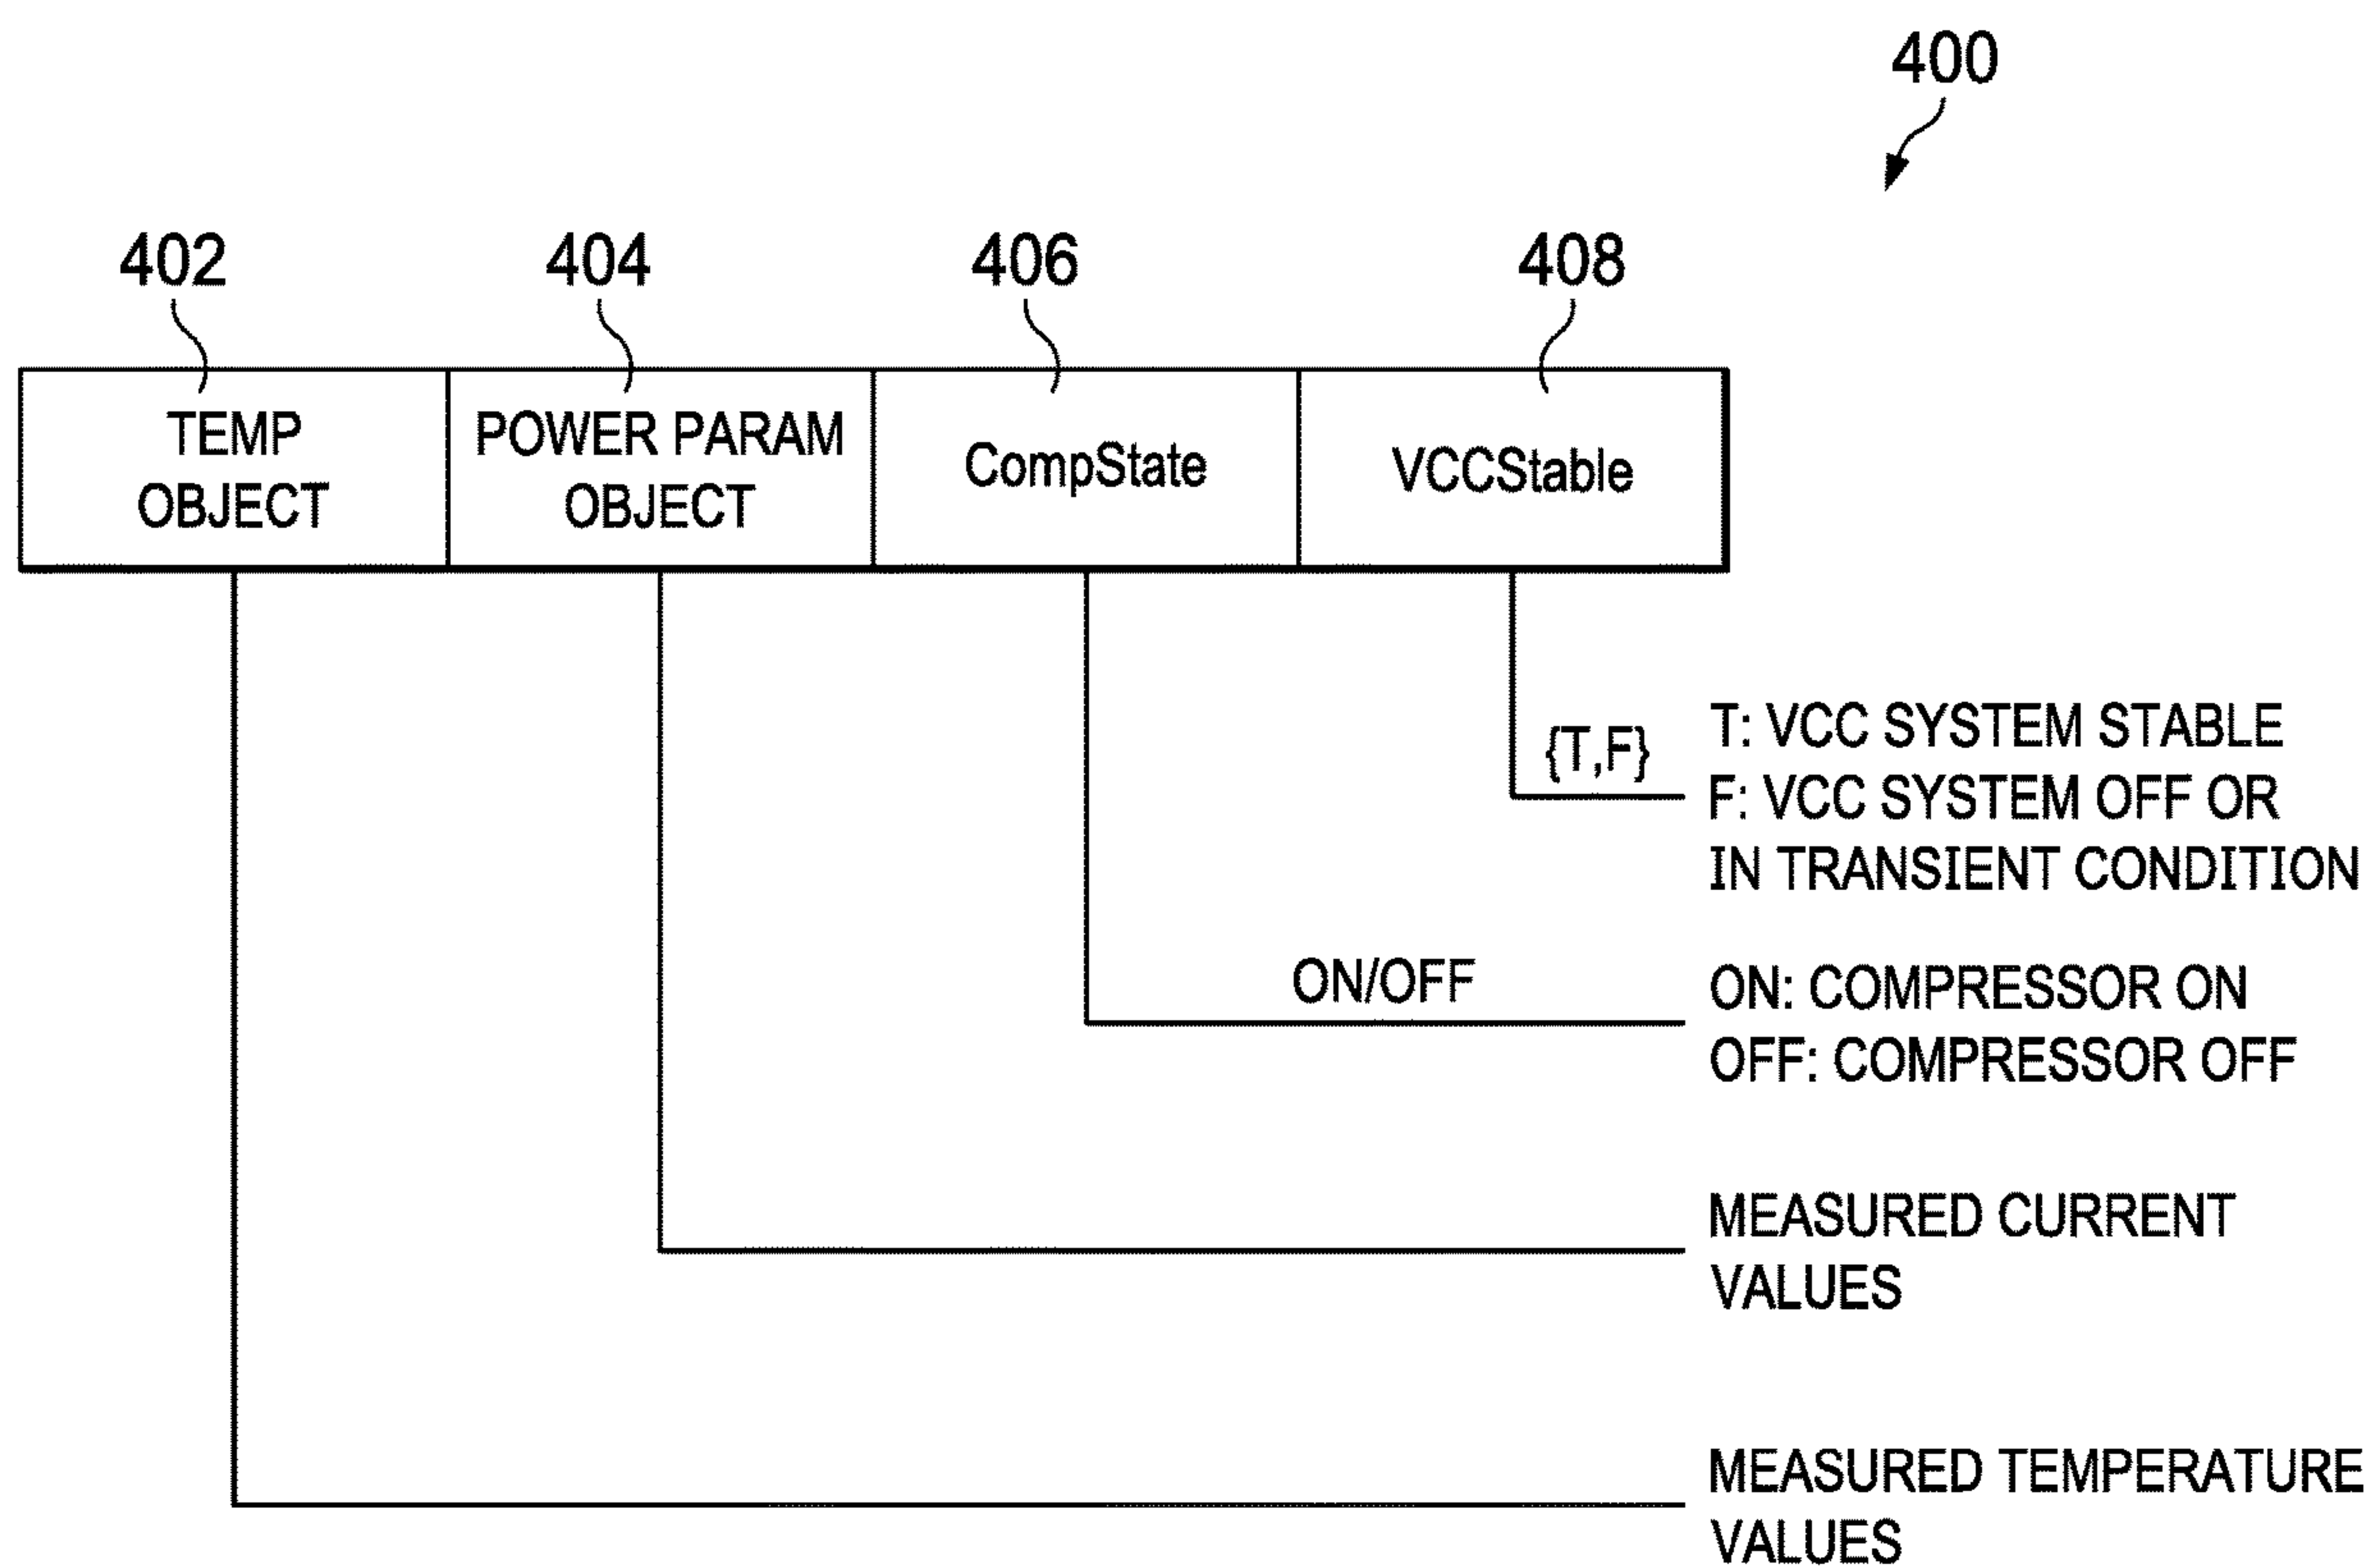 400
402
404
406
408
TEMP
OBJECT
POWER PARAM
OBJECT
CompState
VCCStable
{T,F}
T: VCC SYSTEM STABLE
F: VCC SYSTEM OFF OR
IN TRANSIENT CONDITION
ON/OFF
ON: COMPRESSOR ON
OFF: COMPRESSOR OFF
MEASURED CURRENT
VALUES
MEASURED TEMPERATURE
VALUES